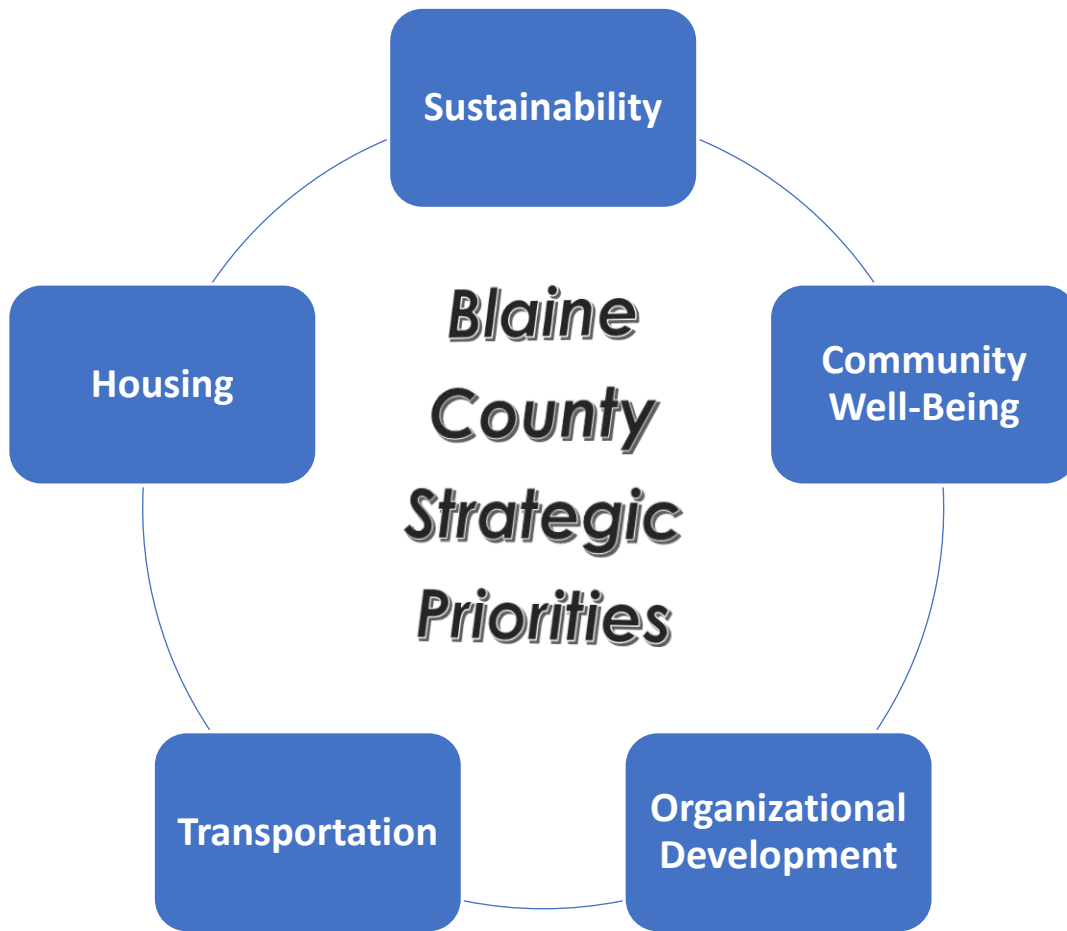 Sustainability
Community
Well-Being
Organizational
Development
Transportation
Housing
Blaine
County
Strategic
Priorities